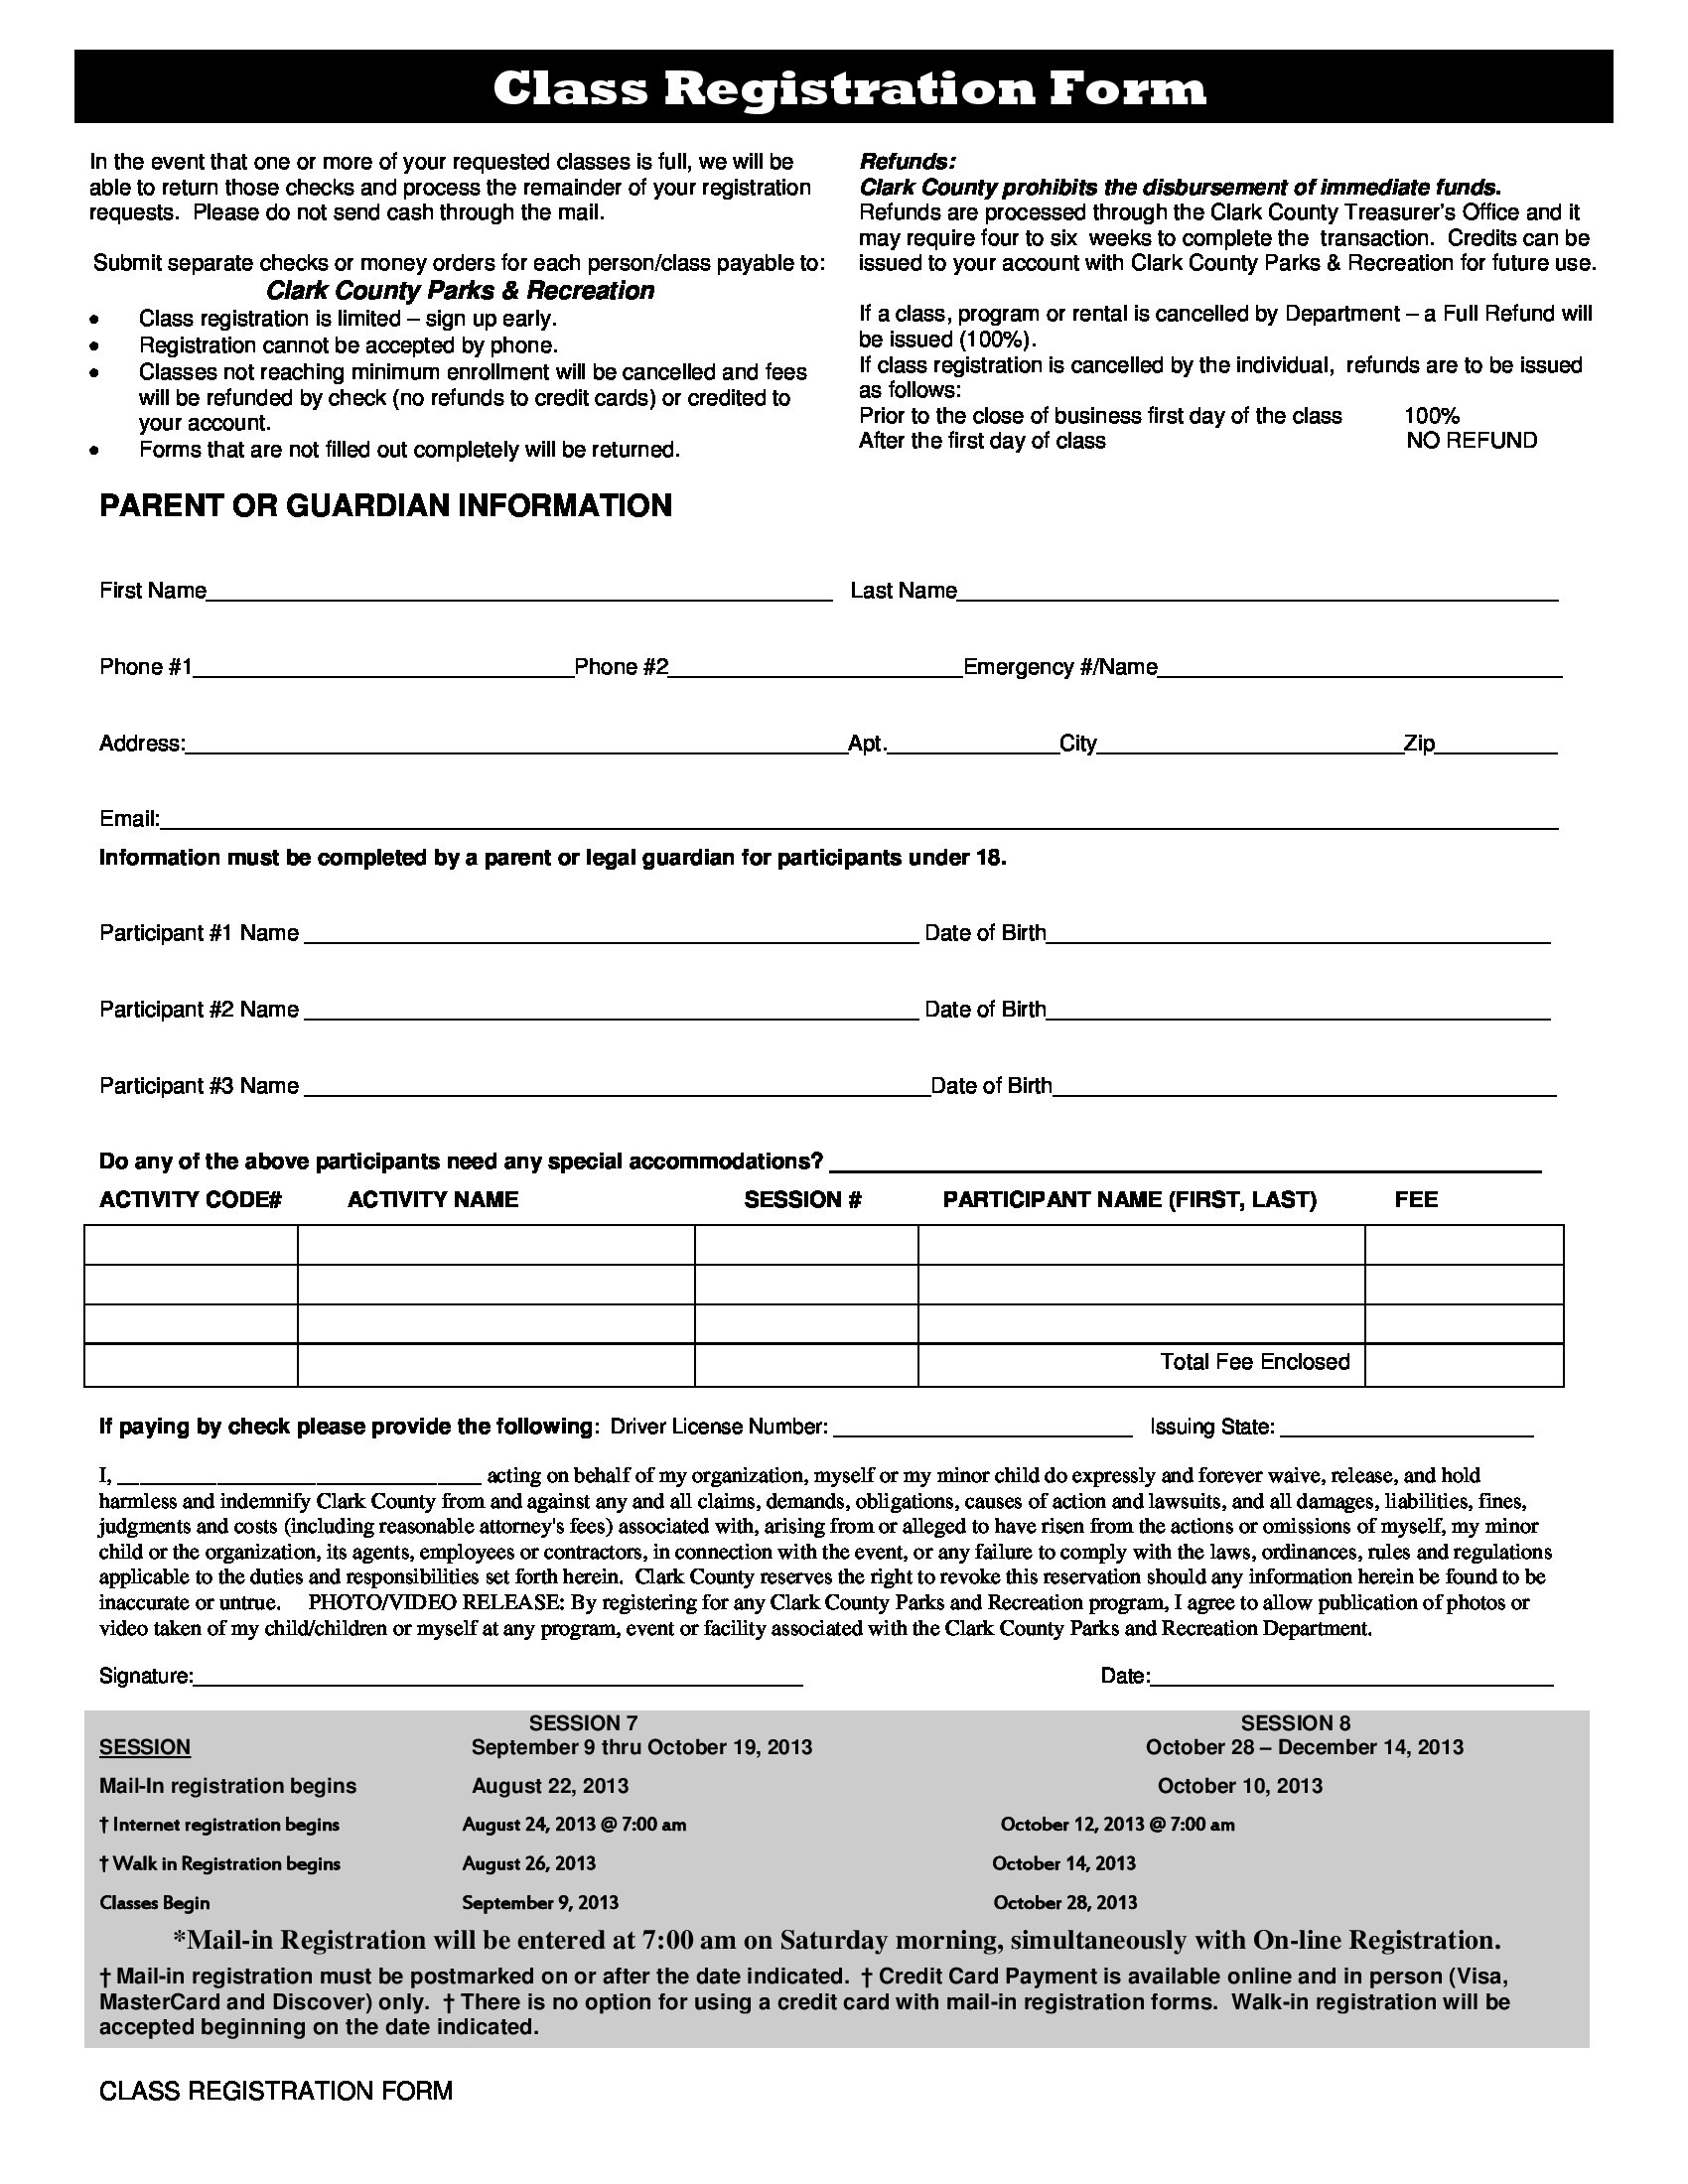 Class Registration Form
In the event that one or more of your requested classes is full, we will be
able to return those checks and process the remainder of your registration
requests.  Please do not send cash through the mail.
Submit separate checks or money orders for each person/class payable to:
Clark County Parks & Recreation
• Class registration is limited – sign up early.
• Registration cannot be accepted by phone.
• Classes not reaching minimum enrollment will be cancelled and fees
will be refunded by check (no refunds to credit cards) or credited to
your account.
• Forms that are not filled out completely will be returned.
Refunds:
Clark County prohibits the disbursement of immediate funds.
Refunds are processed through the Clark County Treasurer's Office and it
may require four to six  weeks to complete the  transaction.  Credits can be
issued to your account with Clark County Parks & Recreation for future use.
If a class, program or rental is cancelled by Department – a Full Refund will
be issued (100%).
If class registration is cancelled by the individual,  refunds are to be issued
as follows:
Prior to the close of business first day of the class 100%
After the first day of class NO REFUND
PARENT OR GUARDIAN INFORMATION
First Name Last Name
Phone #1 Phone #2 Emergency #/Name
Address: Apt. City Zip
Email:
Information must be completed by a parent or legal guardian for participants under 18.
Participant #1 Name Date of Birth
Participant #2 Name Date of Birth
Participant #3 Name Date of Birth
Do any of the above participants need any special accommodations?
ACTIVITY CODE# ACTIVITY NAME SESSION # PARTICIPANT NAME (FIRST, LAST) FEE
Total Fee Enclosed
If paying by check please provide the following: Driver License Number: Issuing State:
I, acting on behalf of my organization, myself or my minor child do expressly and forever waive, release, and hold
harmless and indemnify Clark County from and against any and all claims, demands, obligations, causes of action and lawsuits, and all damages, liabilities, fines,
judgments and costs (including reasonable attorney's fees) associated with, arising from or alleged to have risen from the actions or omissions of myself, my minor
child or the organization, its agents, employees or contractors, in connection with the event, or any failure to comply with the laws, ordinances, rules and regulations
applicable to the duties and responsibilities set forth herein.  Clark County reserves the right to revoke this reservation should any information herein be found to be
inaccurate or untrue.    PHOTO/VIDEO RELEASE: By registering for any Clark County Parks and Recreation program, I agree to allow publication of photos or
video taken of my child/children or myself at any program, event or facility associated with the Clark County Parks and Recreation Department.
Signature: Date:
SESSION 7 SESSION 8
SESSION September 9 thru October 19, 2013 October 28 – December 14, 2013
Mail-In registration begins August 22, 2013 October 10, 2013
† Internet registration begins August 24, 2013 @ 7:00 am October 12, 2013 @ 7:00 am
† Walk in Registration begins August 26, 2013 October 14, 2013
Classes Begin September 9, 2013 October 28, 2013
*Mail-in Registration will be entered at 7:00 am on Saturday morning, simultaneously with On-line Registration.
† Mail-in registration must be postmarked on or after the date indicated.  † Credit Card Payment is available online and in person (Visa,
MasterCard and Discover) only.  † There is no option for using a credit card with mail-in registration forms.  Walk-in registration will be
accepted beginning on the date indicated.
CLASS REGISTRATION FORM